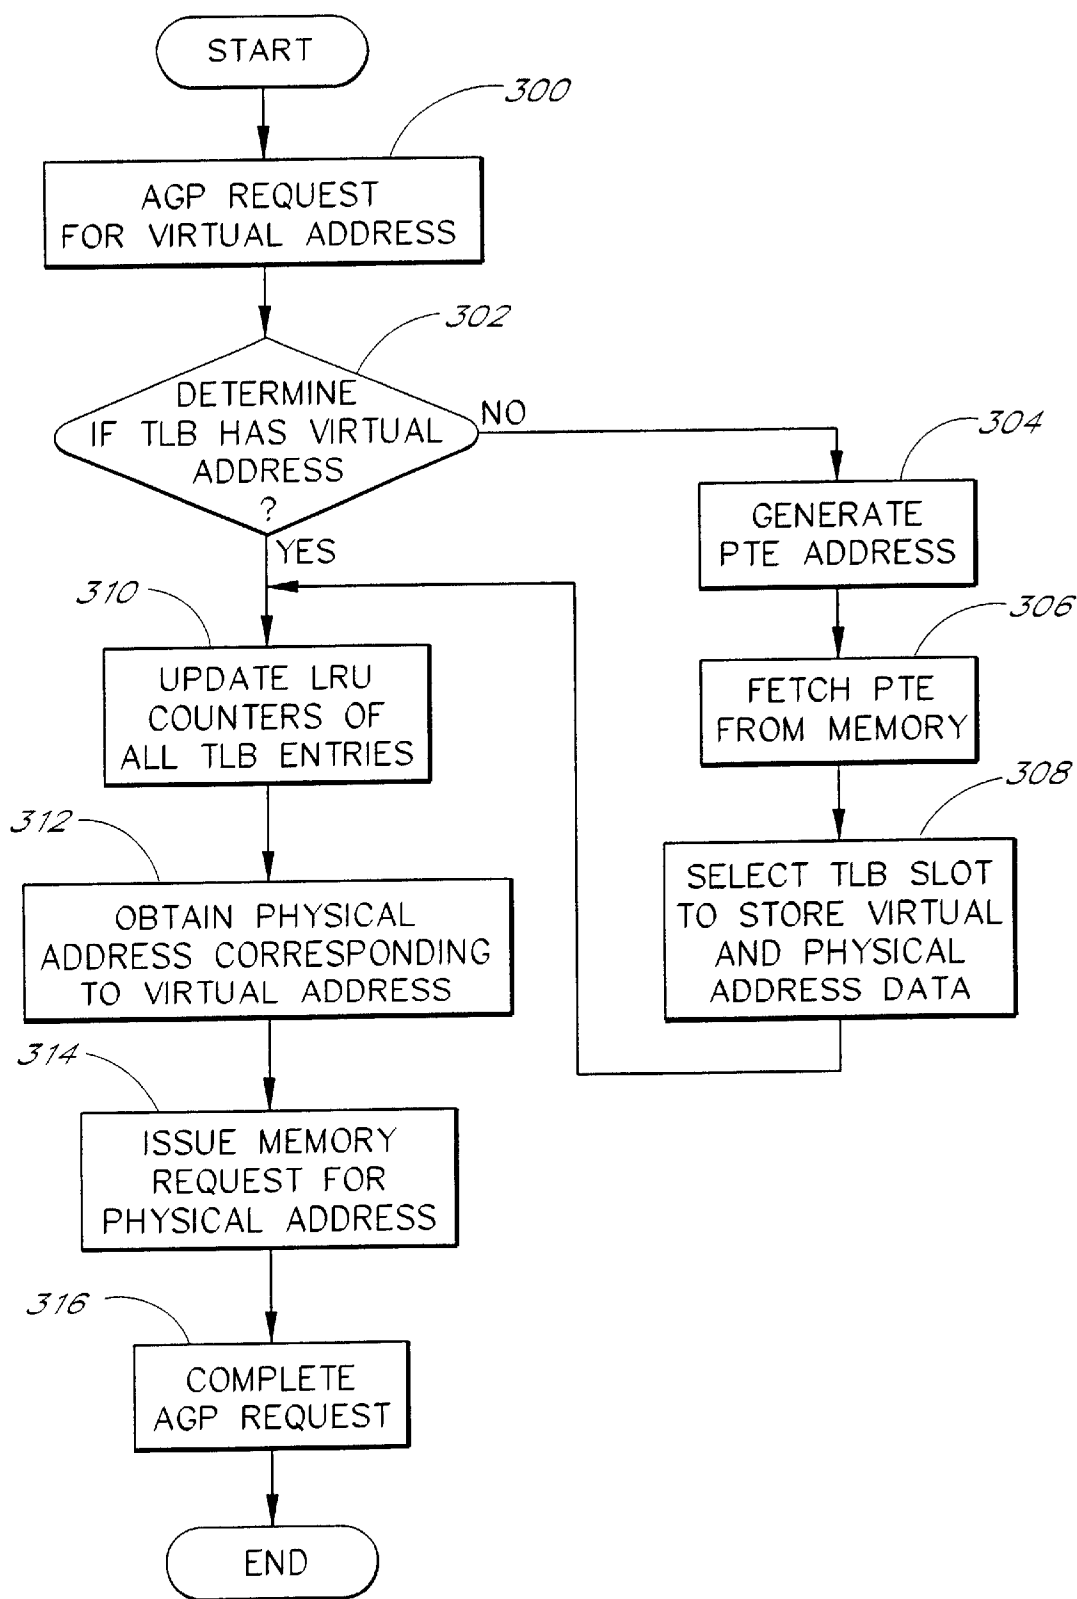 START
300
AGP REQUEST
FOR VIRTUAL ADDRESS
302
DETERMINE
IF TLB HAS VIRTUAL
ADDRESS
?
NO
YES
304
GENERATE
PTE ADDRESS
306
FETCH PTE
FROM MEMORY
308
SELECT TLB SLOT
TO STORE VIRTUAL
AND PHYSICAL
ADDRESS DATA
310
UPDATE LRU
COUNTERS OF
ALL TLB ENTRIES
312
OBTAIN PHYSICAL
ADDRESS CORRESPONDING
TO VIRTUAL ADDRESS
314
ISSUE MEMORY
REQUEST FOR
PHYSICAL ADDRESS
316
COMPLETE
AGP REQUEST
END